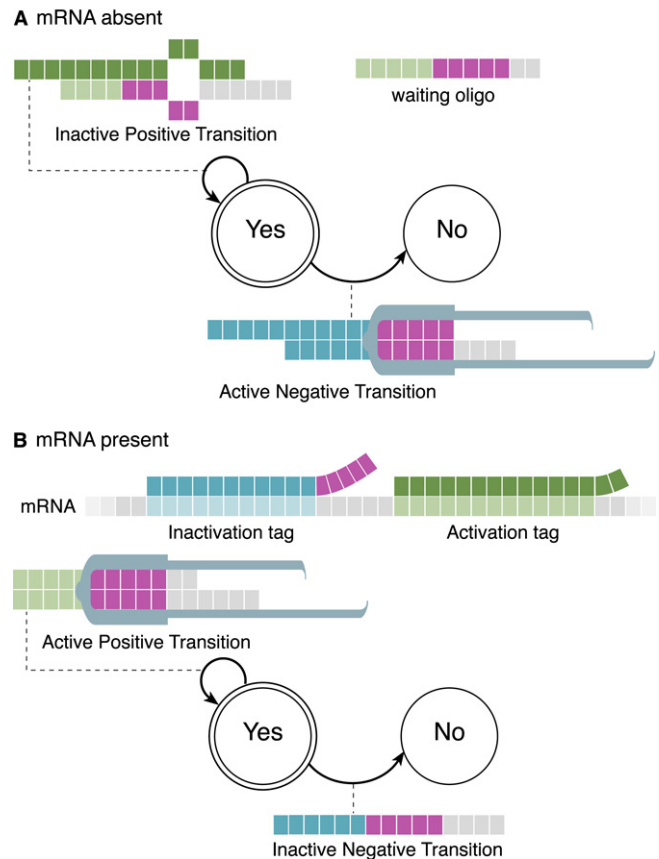 A mRNA absent
Inactive Positive Transition
waiting oligo
Yes
No
Active Negative Transition
B mRNA present
mRNA
Inactivation tag
Activation tag
Active Positive Transition
Yes
No
Inactive Negative Transition